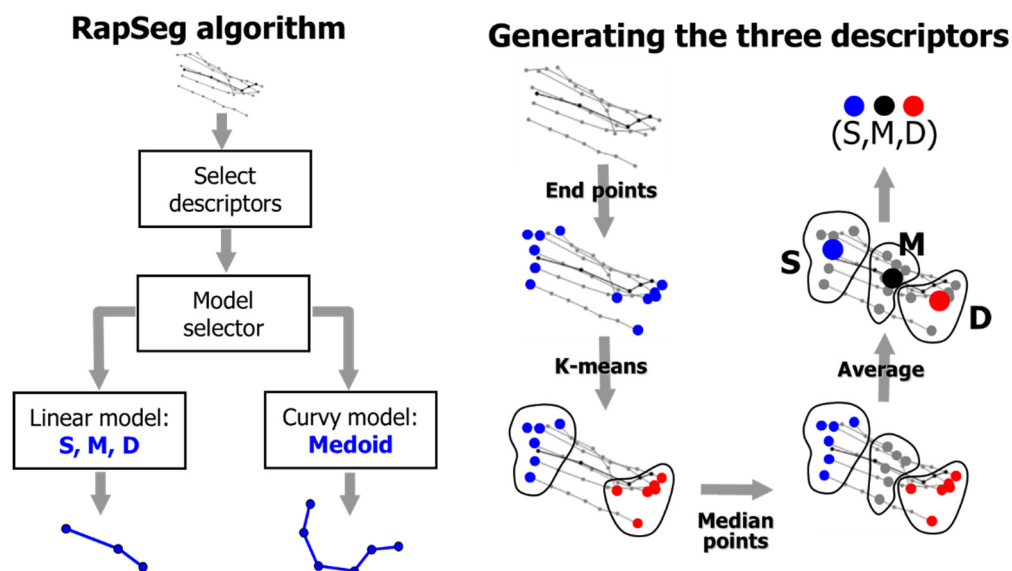 RapSeg algorithm
Select
descriptors
Model
selector
Linear model:
S, M, D
Curvy model:
Medoid
Generating the three descriptors
End points
K-means
Median
points
Average
S
M
D
(S,M,D)